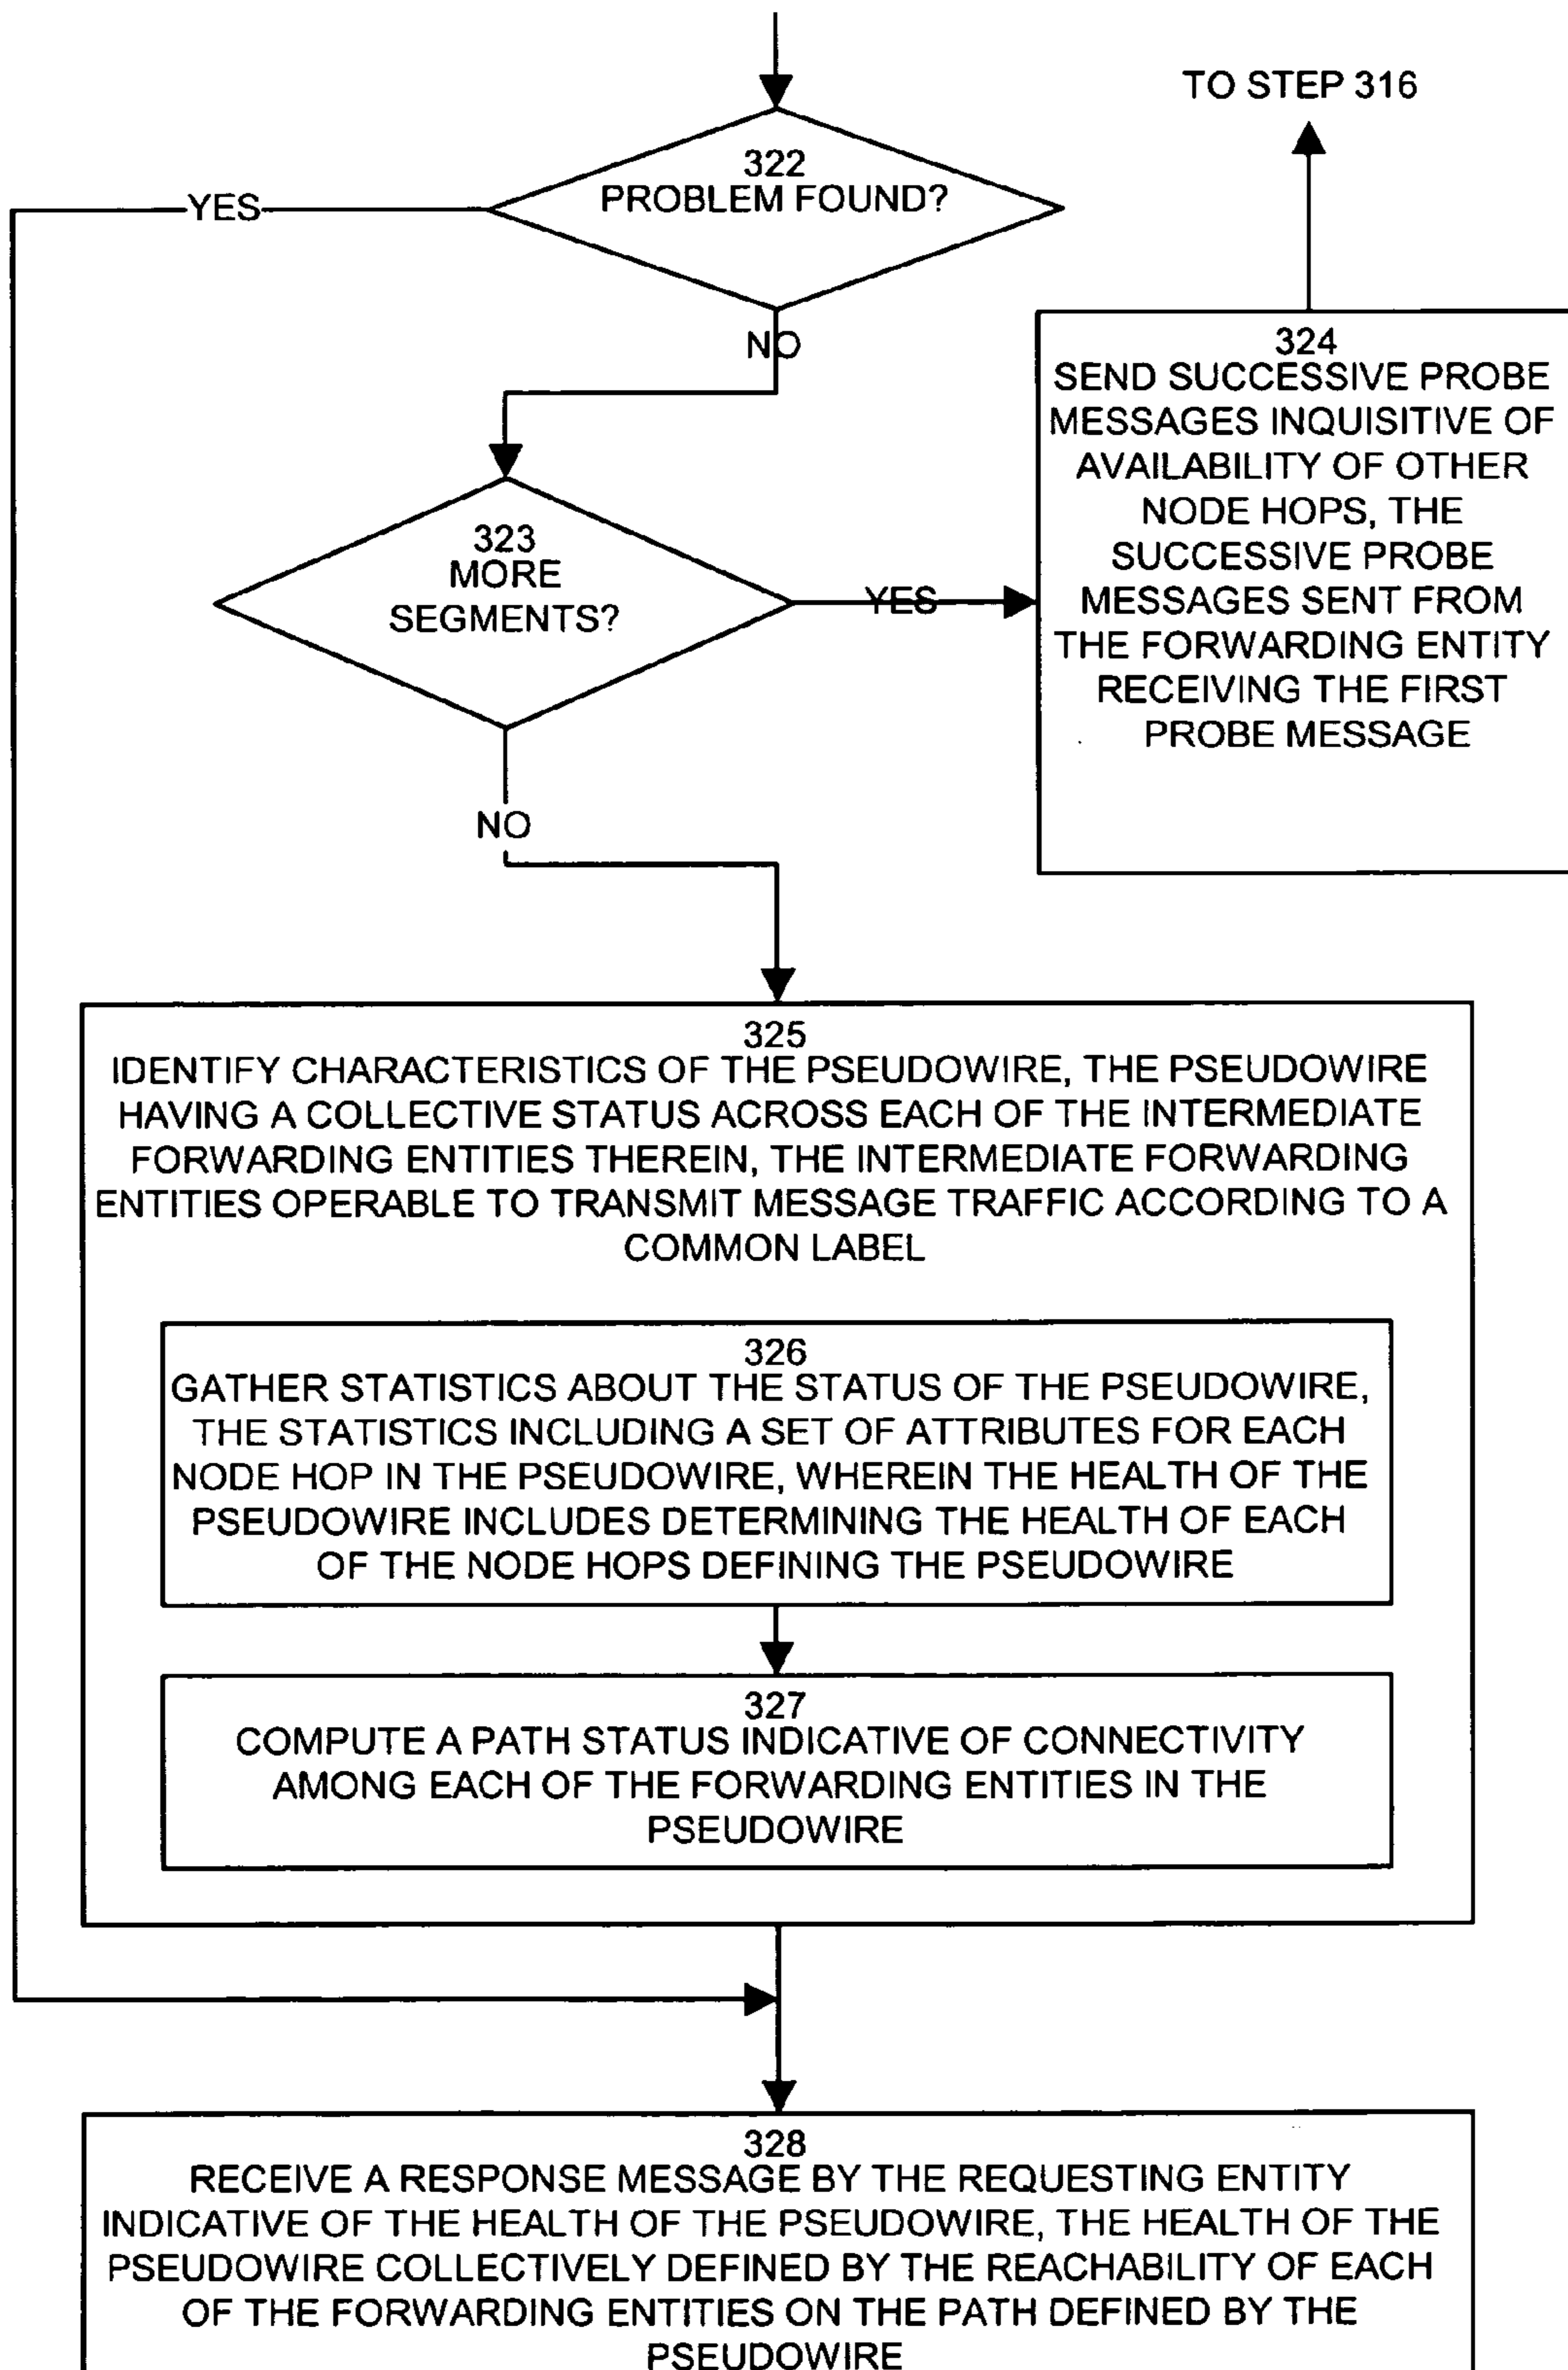 TO STEP 316
322
PROBLEM FOUND?
YES
NO
324
SEND SUCCESSIVE PROBE
MESSAGES INQUISITIVE OF
AVAILABILITY OF OTHER
NODE HOPS, THE
SUCCESSIVE PROBE
MESSAGES SENT FROM
THE FORWARDING ENTITY
RECEIVING THE FIRST
PROBE MESSAGE
323
MORE
SEGMENTS?
YES
NO
325
IDENTIFY CHARACTERISTICS OF THE PSEUDOWIRE, THE PSEUDOWIRE
HAVING A COLLECTIVE STATUS ACROSS EACH OF THE INTERMEDIATE
FORWARDING ENTITIES THEREIN, THE INTERMEDIATE FORWARDING
ENTITIES OPERABLE TO TRANSMIT MESSAGE TRAFFIC ACCORDING TO A
COMMON LABEL
326
GATHER STATISTICS ABOUT THE STATUS OF THE PSEUDOWIRE,
THE STATISTICS INCLUDING A SET OF ATTRIBUTES FOR EACH
NODE HOP IN THE PSEUDOWIRE, WHEREIN THE HEALTH OF THE
PSEUDOWIRE INCLUDES DETERMINING THE HEALTH OF EACH
OF THE NODE HOPS DEFINING THE PSEUDOWIRE
327
COMPUTE A PATH STATUS INDICATIVE OF CONNECTIVITY
AMONG EACH OF THE FORWARDING ENTITIES IN THE
PSEUDOWIRE
328
RECEIVE A RESPONSE MESSAGE BY THE REQUESTING ENTITY
INDICATIVE OF THE HEALTH OF THE PSEUDOWIRE, THE HEALTH OF THE
PSEUDOWIRE COLLECTIVELY DEFINED BY THE REACHABILITY OF EACH
OF THE FORWARDING ENTITIES ON THE PATH DEFINED BY THE
PSEUDOWIRE